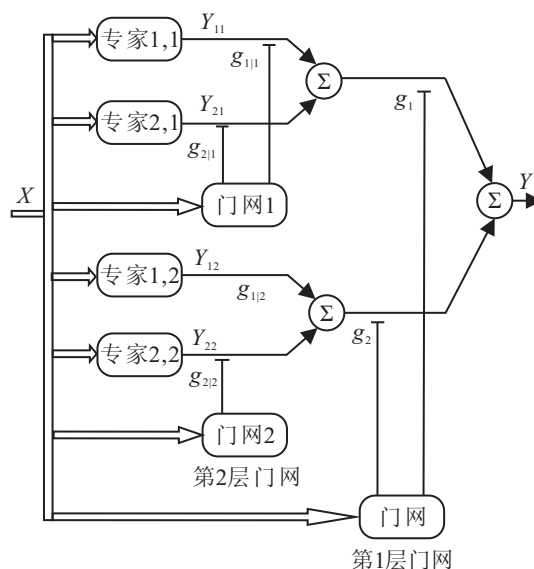 专家1,1
Y11
g1|1
Σ
专家2,1
Y21
g2|1
g1
X
门网1
Y
Σ
专家1,2
Y12
g1|2
Σ
专家2,2
Y22
g2
g2|2
门网2
第2层门网
门网
第1层门网